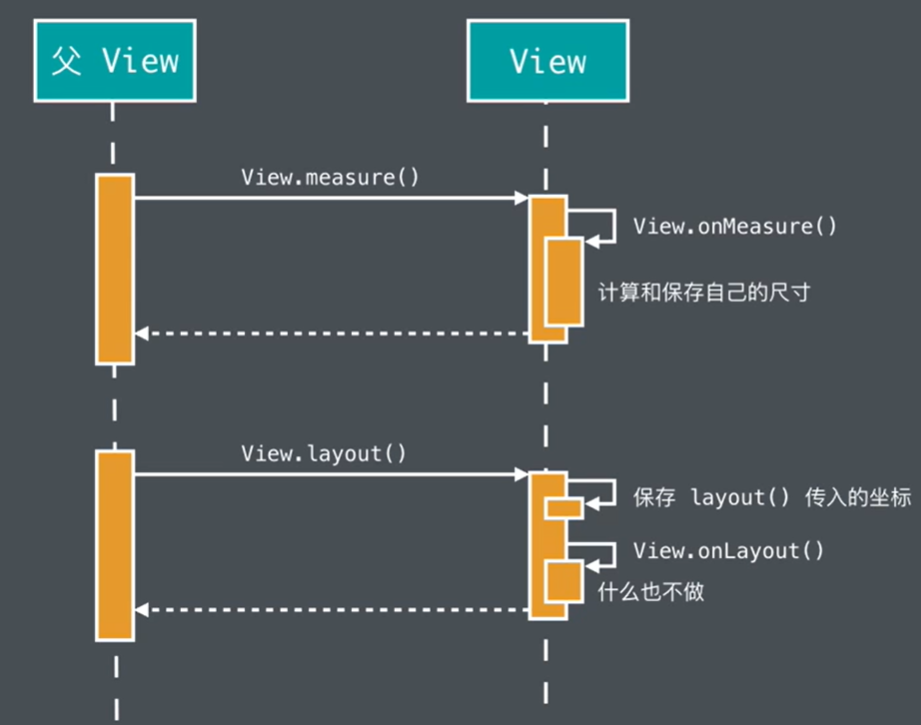 父 View
View
View.measure()
View.onMeasure()
计算和保存自己的尺寸
View.layout()
保存 layout() 传入的坐标
View.onLayout()
什么也不做